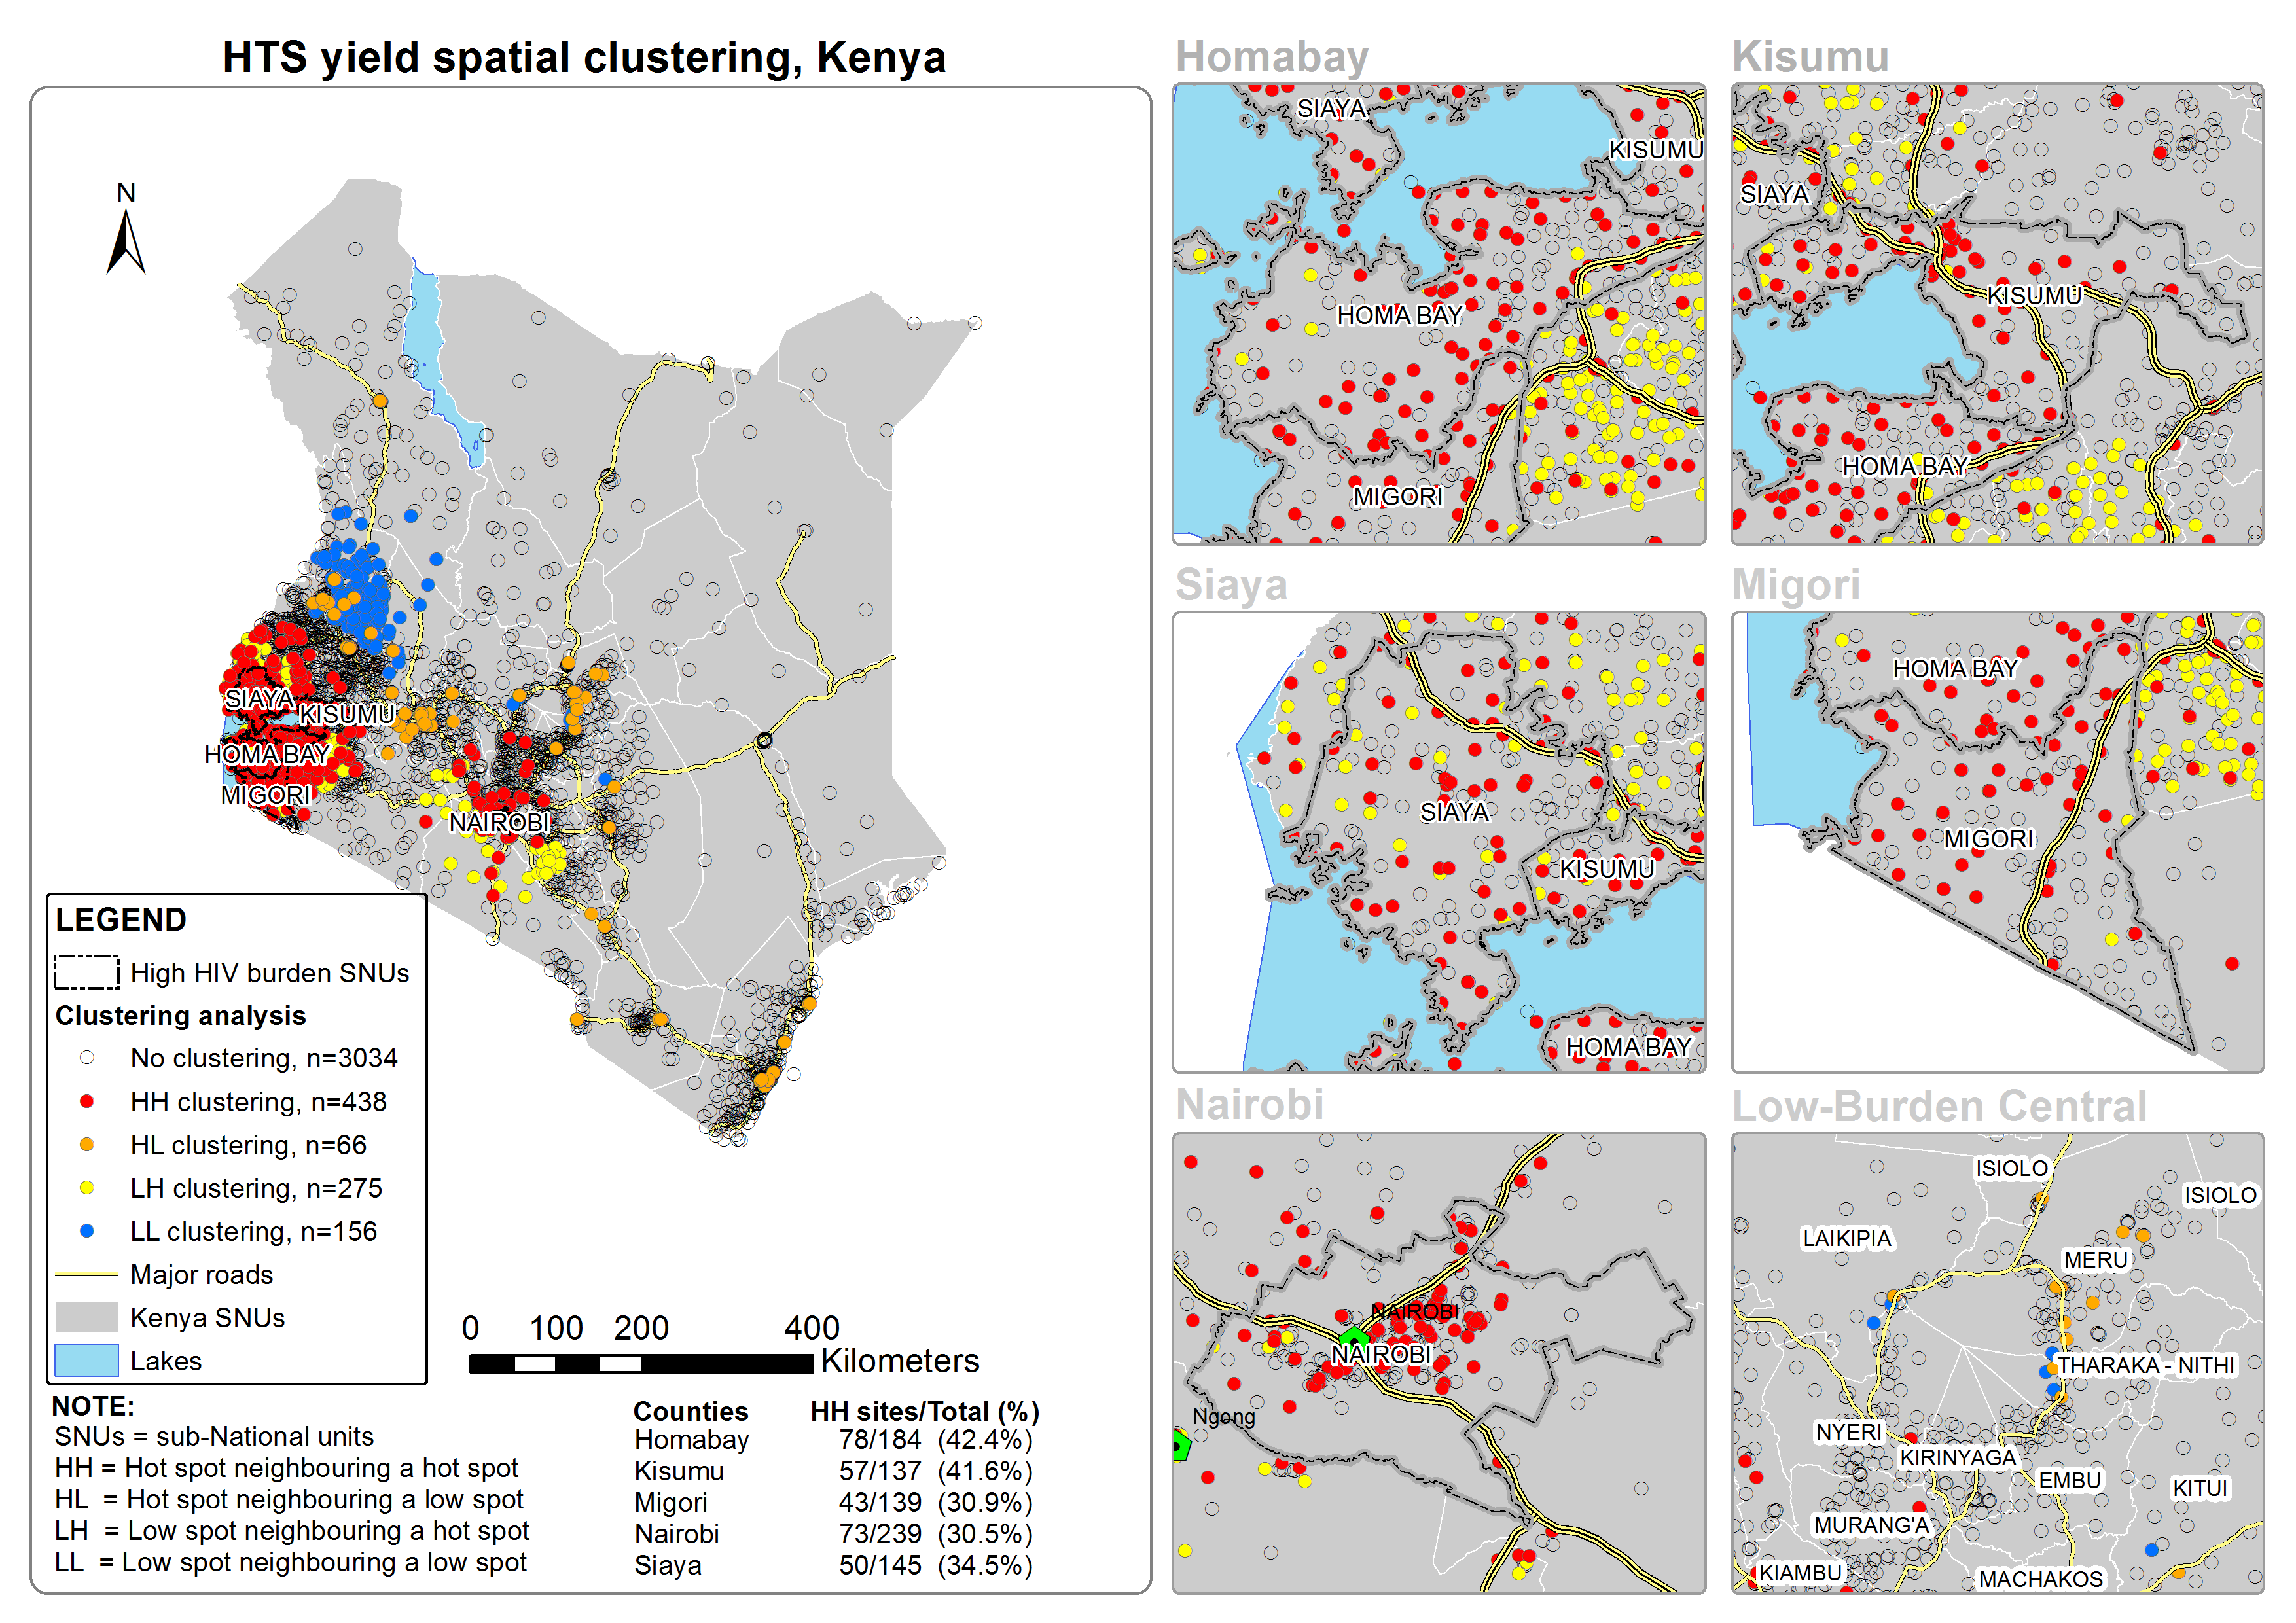 HTS yield spatial clustering, Kenya
N
SIAYA
KISUMU
HOMA BAY
MIGORI
NAIROBI
LEGEND
High HIV burden SNUs
Clustering analysis
No clustering, n=3034
HH clustering, n=438
HL clustering, n=66
LH clustering, n=275
LL clustering, n=156
Major roads
Kenya SNUs
Lakes
0 100 200 400
Kilometers
NOTE:
SNUs = sub-National units
HH = Hot spot neighbouring a hot spot
HL = Hot spot neighbouring a low spot
LH = Low spot neighbouring a hot spot
LL = Low spot neighbouring a low spot
Counties HH sites/Total (%)
Homabay 78/184 (42.4%)
Kisumu 57/137 (41.6%)
Migori 43/139 (30.9%)
Nairobi 73/239 (30.5%)
Siaya 50/145 (34.5%)
Homabay
SIAYA
KISUMU
HOMA BAY
MIGORI
Kisumu
SIAYA
KISUMU
HOMA BAY
Siaya
SIAYA
KISUMU
HOMA BAY
Migori
HOMA BAY
MIGORI
Nairobi
NAIROBI
NAIROBI
Ngong
Low-Burden Central
ISIOLO
ISIOLO
LAIKIPIA
MERU
THARAKA - NITHI
NYERI
KIRINYAGA
EMBU
KITUI
MURANG'A
KIAMBU
MACHAKOS